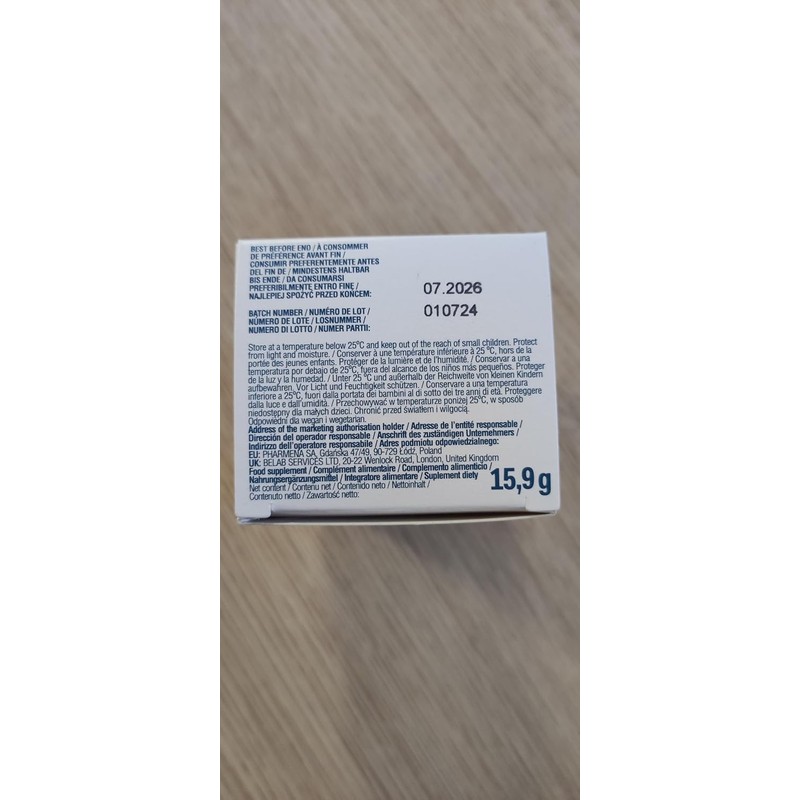 BEST BEFORE END / À CONSOMMER
DE PRÉFÉRENCE AVANT FIN /
CONSUMIR PREFERENTEMENTE ANTES
DEL FIN DE / MINDESTENS HALTBAR
BIS ENDE / DA CONSUMARSI
PREFERIBILMENTE ENTRO FINE /
NAJLEPIEJ SPOŻYĆ PRZED KOŃCEM:
07.2026
BATCH NUMBER / NUMÉRO DE LOT /
NÚMERO DE LOTE / LOSNUMMER /
NUMERO DI LOTTO / NUMER PARTII:
010724
Store at a temperature below 25°C and keep out of the reach of small children. Protect
from light and moisture. / Conserver à une température inférieure à 25 °C, hors de la
portée des jeunes enfants. Protéger de la lumière et de l'humidité. / Conservar a una
temperatura por debajo de 25°C, fuera del alcance de los niños más pequeños. Proteger
de la luz y la humedad. / Unter 25 °C und außerhalb der Reichweite von kleinen Kindern
aufbewahren. Vor Licht und Feuchtigkeit schützen. / Conservare a una temperatura
inferiore a 25°C, fuori dalla portata dei bambini al di sotto dei tre anni di età. Proteggere
dalla luce e dall'umidità. / Przechowywać w temperaturze poniżej 25°C, w sposób
niedostępny dla małych dzieci. Chronić przed światłem i wilgocią.
Odpowiedni dla wegan i wegetarian.
Address of the marketing authorisation holder / Adresse de l'entité responsable /
Dirección del operador responsable / Anschrift des zuständigen Unternehmers /
Indirizzo dell'operatore responsabile / Adres podmiotu odpowiedzialnego:
EU: PHARMENA SA, Gdańska 47/49, 90-729 Łódź, Poland
UK: BELAB SERVICES LTD, 20-22 Wenlock Road, London, United Kingdom
Food supplement / Complément alimentaire / Complemento alimenticio /
Nahrungsergänzungsmittel / Integratore alimentare / Suplement diety
Net content / Contenu net / Contenido neto / Nettoinhalt /
Contenuto netto / Zawartość netto:
15,9 g